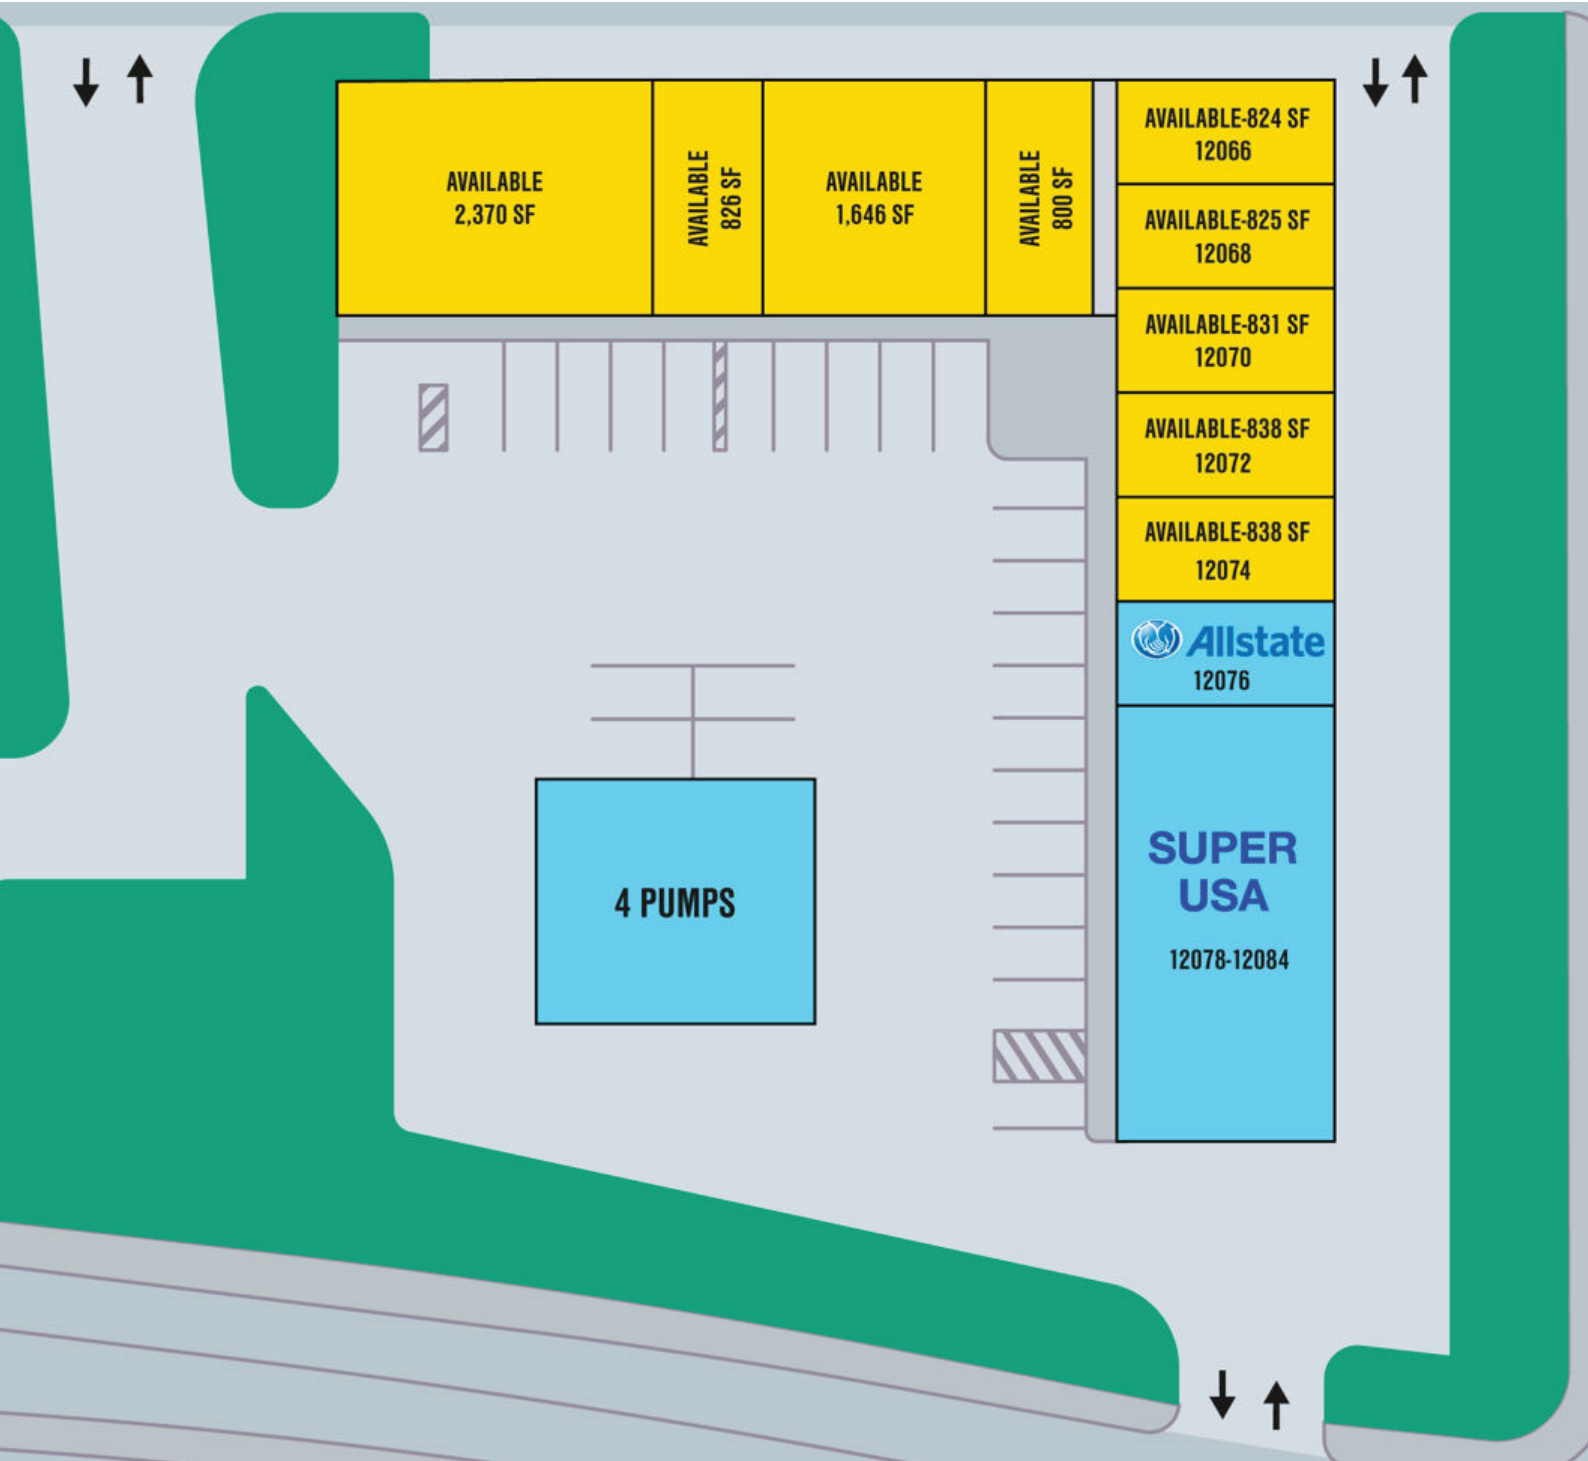 AVAILABLE
2,370 SF
AVAILABLE
826 SF
AVAILABLE
1,646 SF
AVAILABLE
800 SF
AVAILABLE-824 SF
12066
AVAILABLE-825 SF
12068
AVAILABLE-831 SF
12070
AVAILABLE-838 SF
12072
AVAILABLE-838 SF
12074
Allstate
12076
SUPER
USA
12078-12084
4 PUMPS